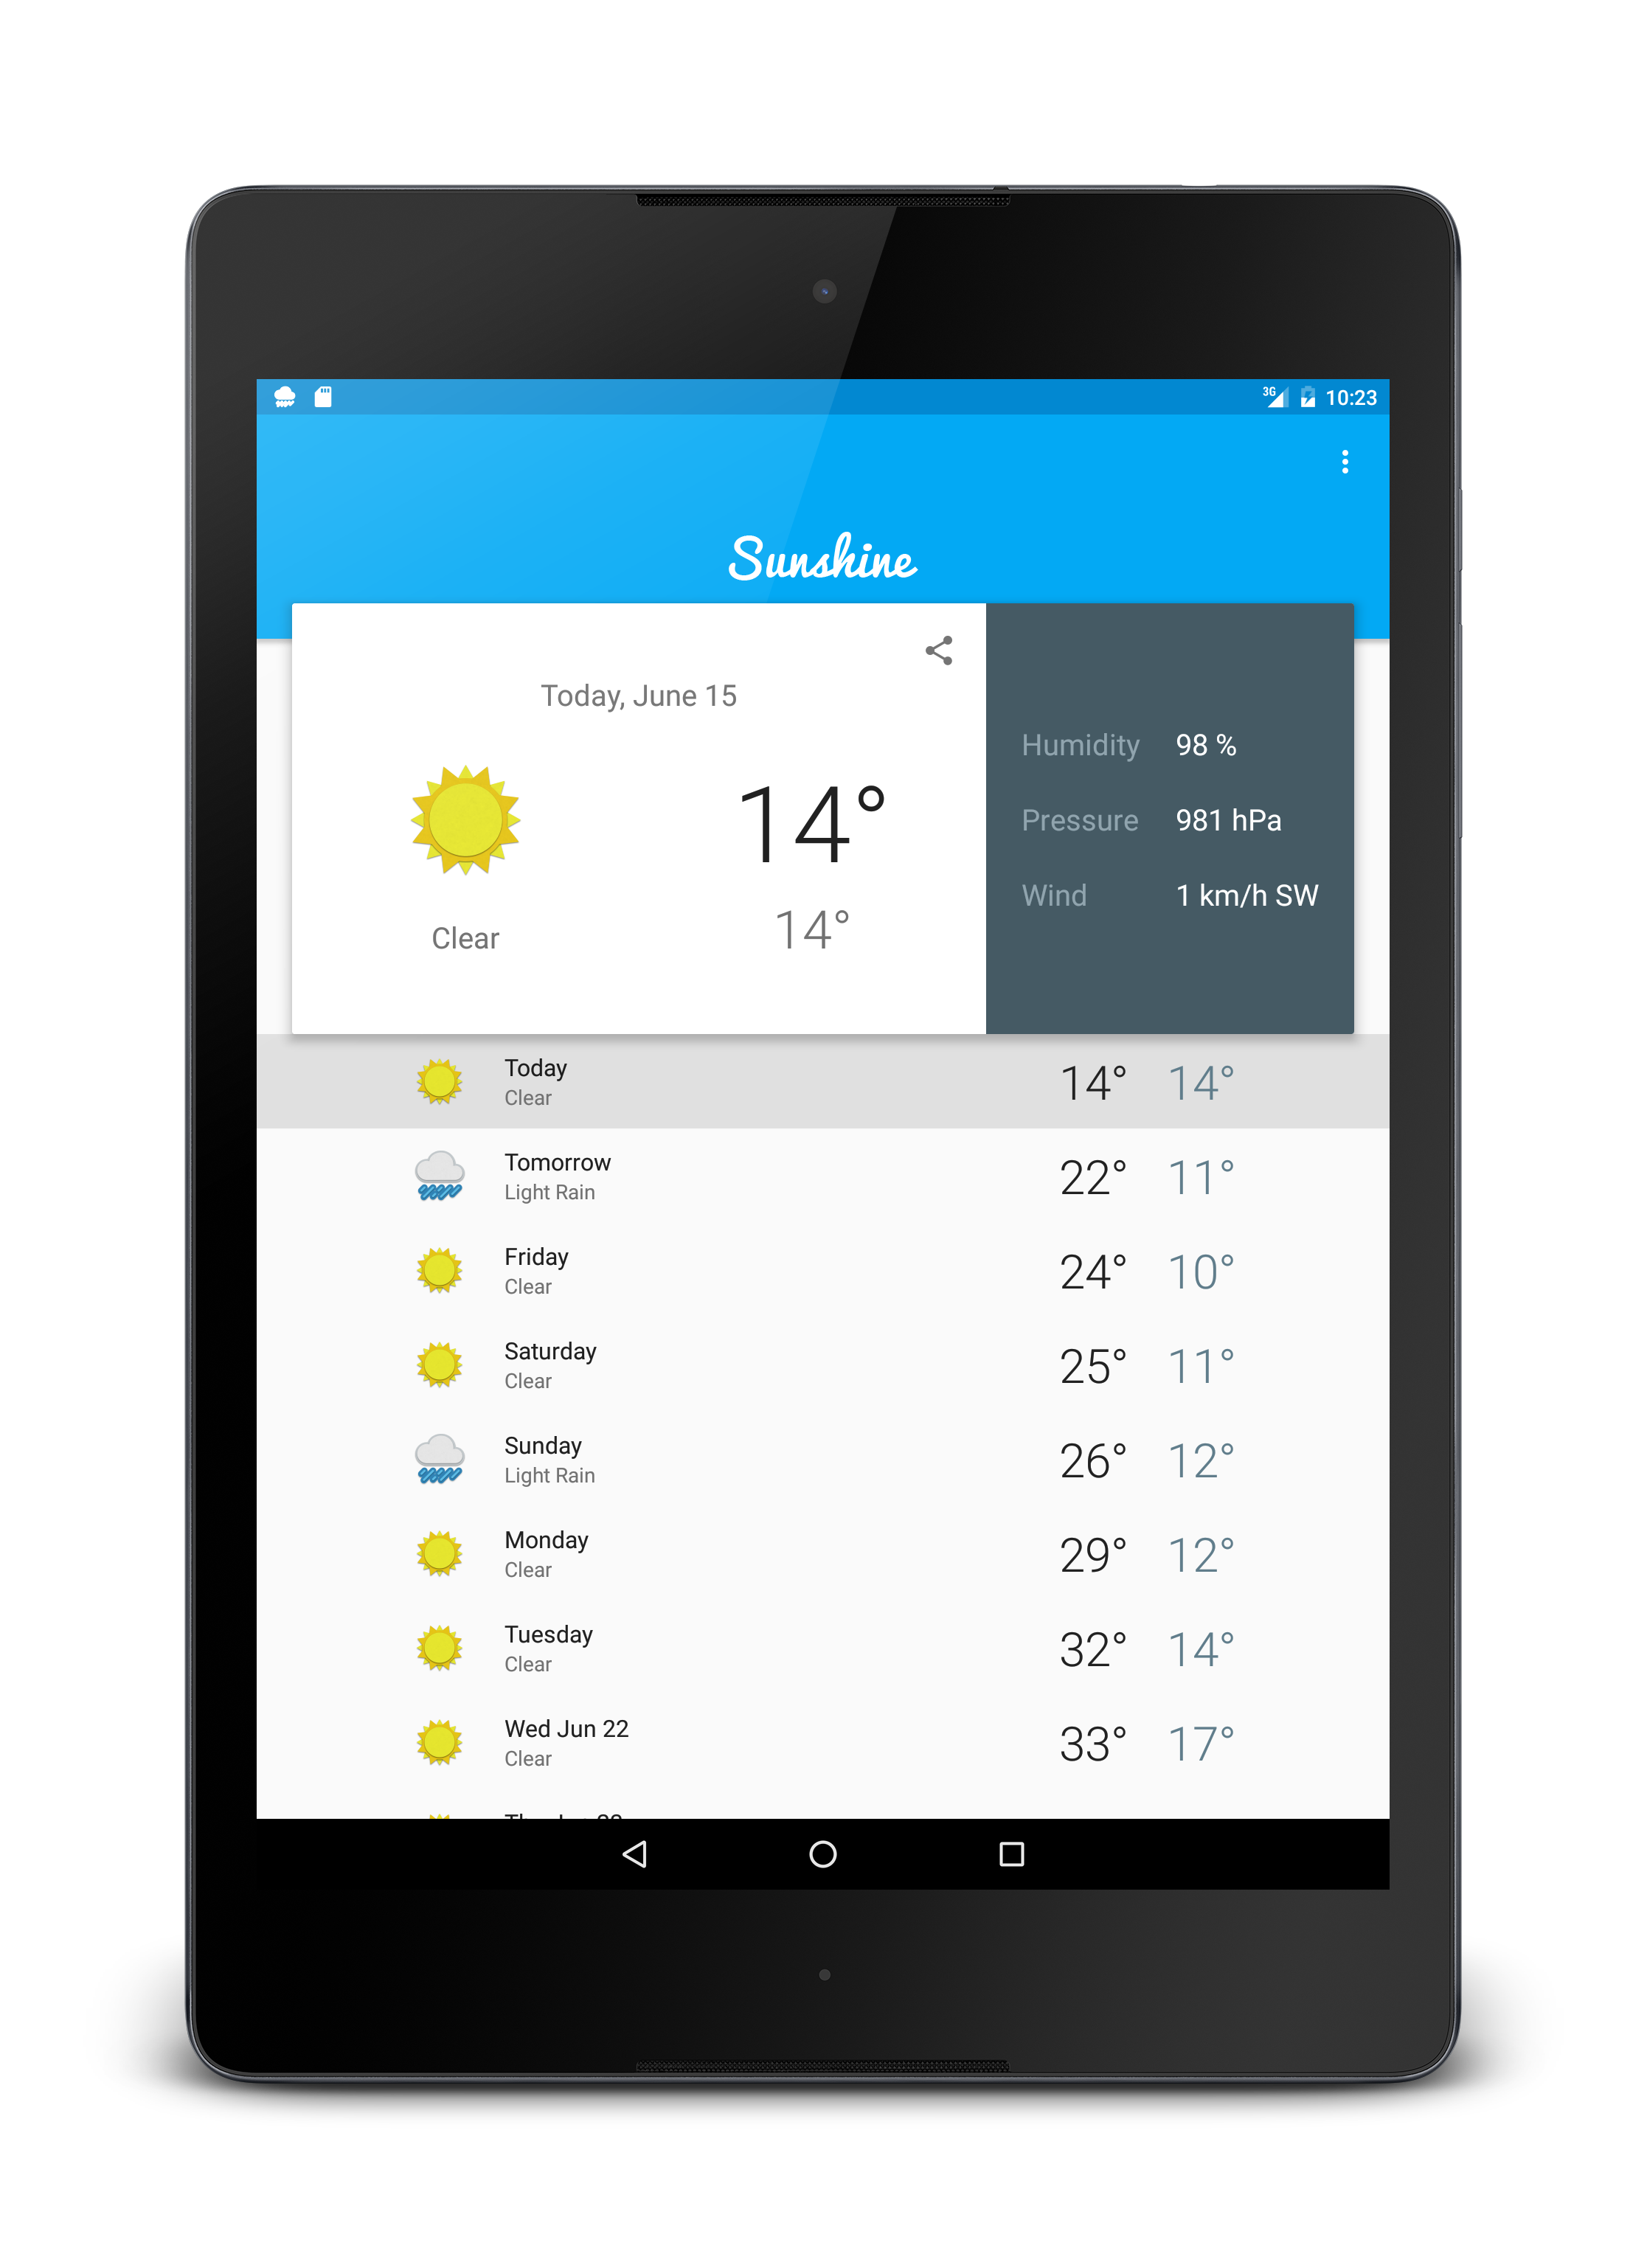 3G 10:23
Sunshine
Today, June 15
14°
14°
Clear
Humidity 98 %
Pressure 981 hPa
Wind 1 km/h SW
Today
Clear
14° 14°
Tomorrow
Light Rain
22° 11°
Friday
Clear
24° 10°
Saturday
Clear
25° 11°
Sunday
Light Rain
26° 12°
Monday
Clear
29° 12°
Tuesday
Clear
32° 14°
Wed Jun 22
Clear
33° 17°